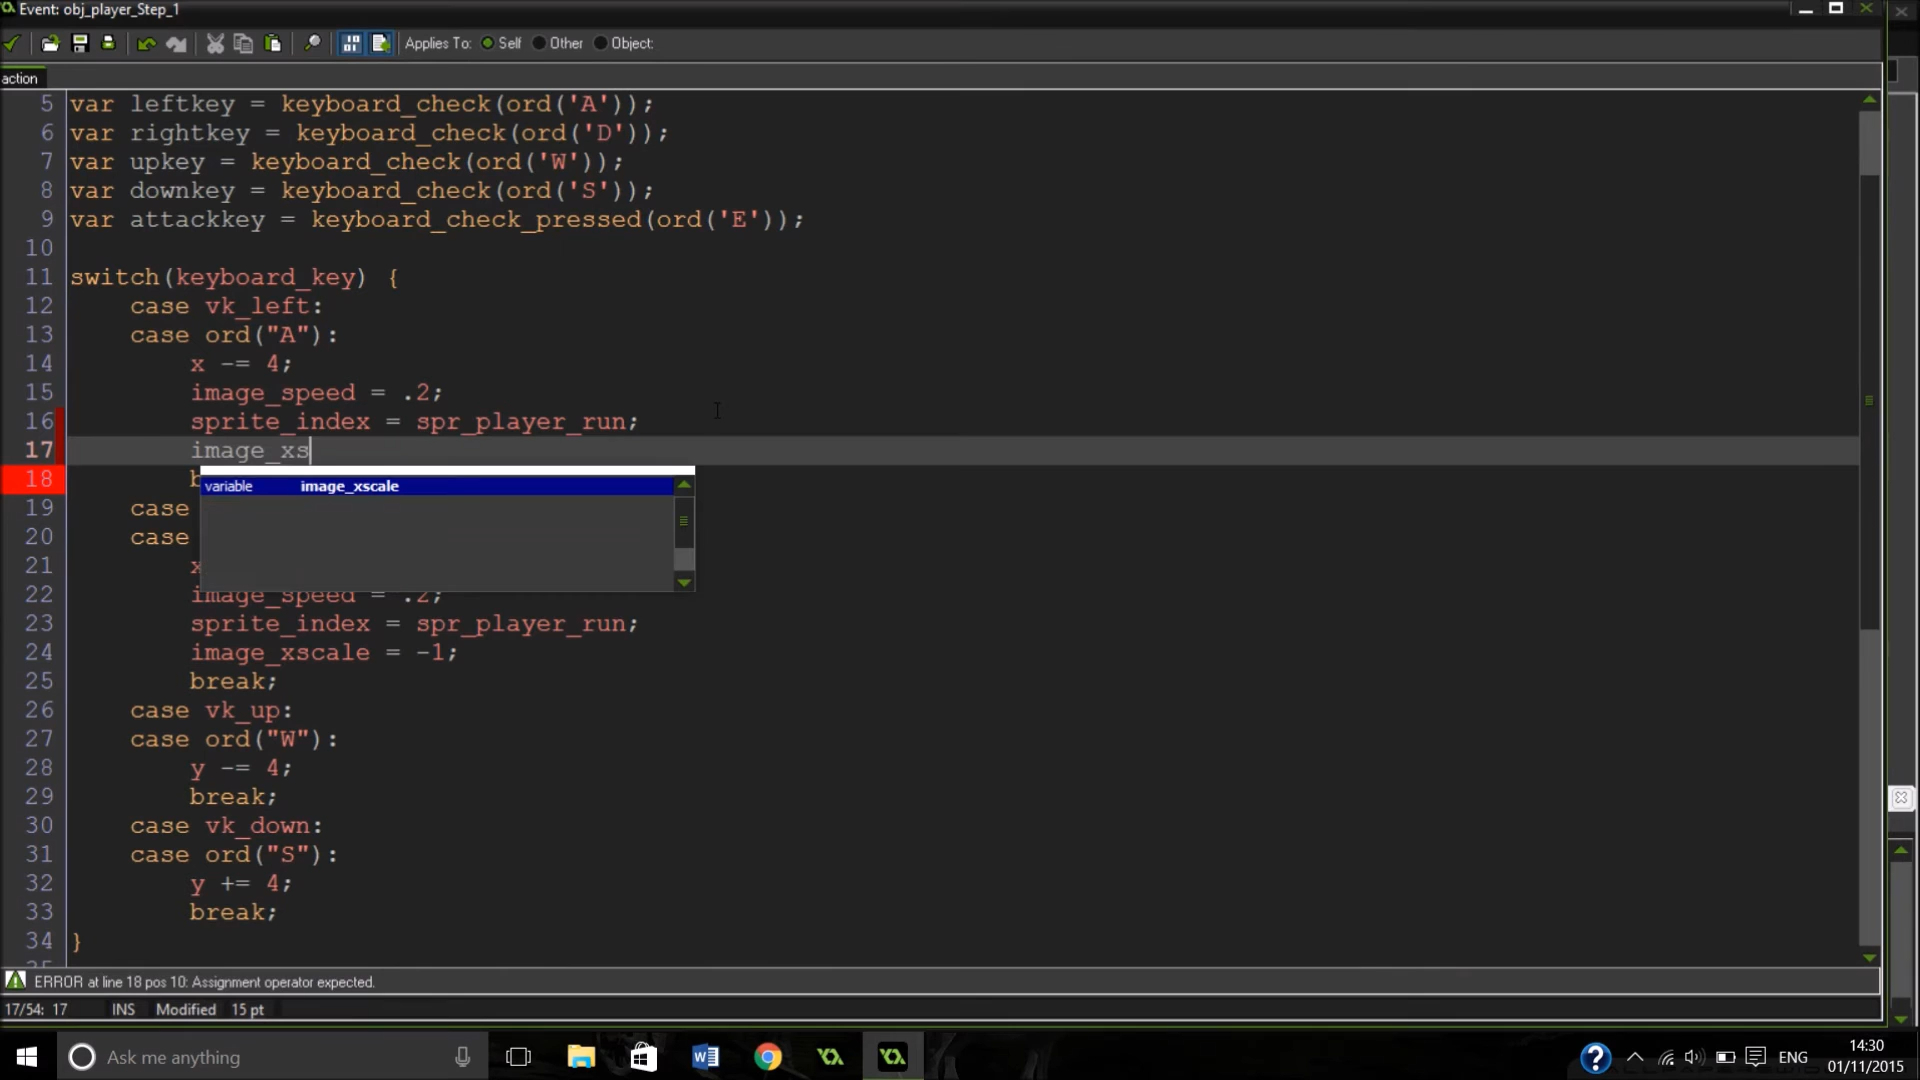 Event: obj_player_Step_1
Applies To: Self Other Object:
action
5 var leftkey = keyboard_check(ord('A'));
6 var rightkey = keyboard_check(ord('D'));
7 var upkey = keyboard_check(ord('W'));
8 var downkey = keyboard_check(ord('S'));
9 var attackkey = keyboard_check_pressed(ord('E'));
10
11 switch(keyboard_key) {
12 case vk_left:
13 case ord("A"):
14 x -= 4;
15 image_speed = .2;
16 sprite_index = spr_player_run;
17 image_xs
18 b
variable image_xscale
19 case
20 case
21 x
22 image_speed = .2;
23 sprite_index = spr_player_run;
24 image_xscale = -1;
25 break;
26 case vk_up:
27 case ord("W"):
28 y -= 4;
29 break;
30 case vk_down:
31 case ord("S"):
32 y += 4;
33 break;
34 }
ERROR at line 18 pos 10: Assignment operator expected.
17/54: 17 INS Modified 15 pt
Ask me anything
ENG
14:30
01/11/2015